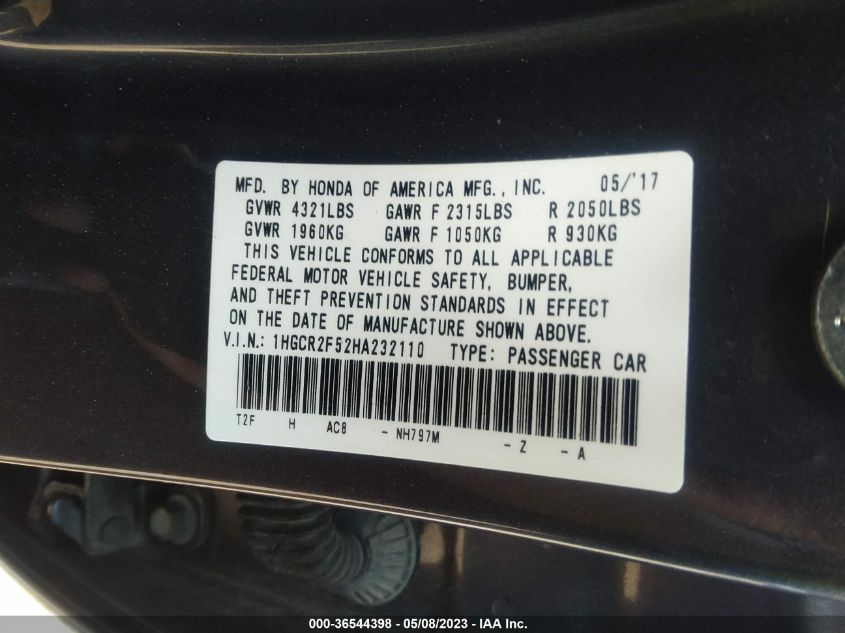 MFD. BY HONDA OF AMERICA MFG., INC. 05/'17
GVWR 4321LBS GAWR F 2315LBS R 2050LBS
GVWR 1960KG GAWR F 1050KG R 930KG
THIS VEHICLE CONFORMS TO ALL APPLICABLE
FEDERAL MOTOR VEHICLE SAFETY, BUMPER,
AND THEFT PREVENTION STANDARDS IN EFFECT
ON THE DATE OF MANUFACTURE SHOWN ABOVE.
V.I.N.: 1HGCR2F52HA232110 TYPE: PASSENGER CAR
T2F H AC8 - NH797M - Z - A
000-36544398 - 05/08/2023 - IAA Inc.